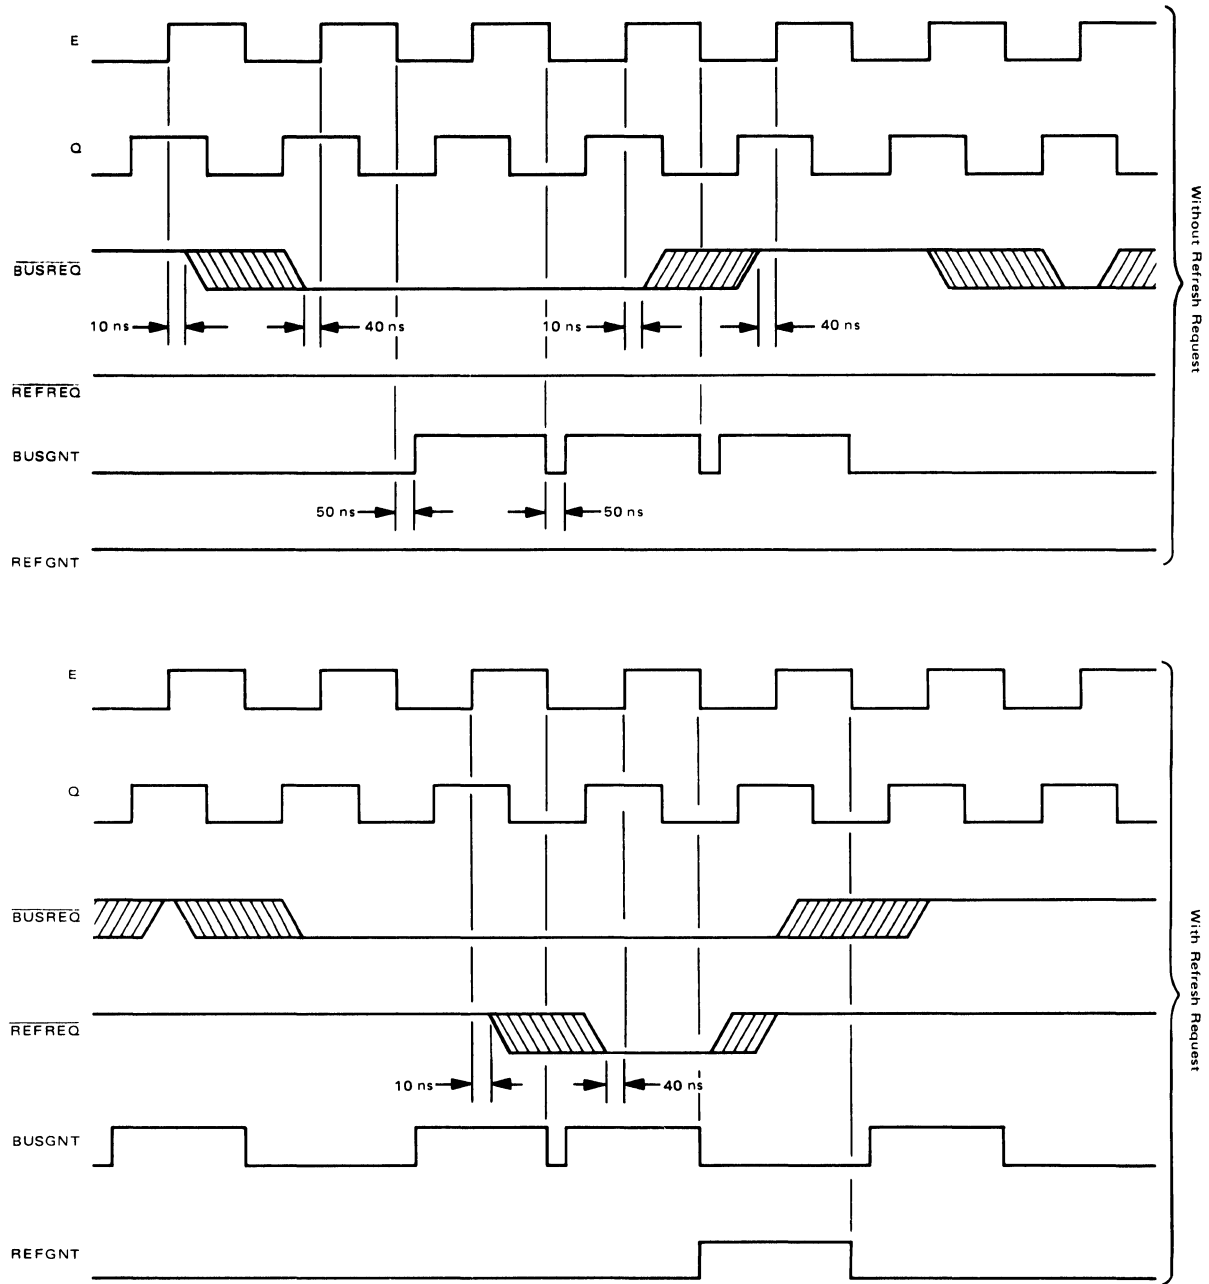 E
Q
BUSREQ
10 ns
40 ns
10 ns
40 ns
REFREQ
BUSGNT
50 ns
50 ns
REFGNT
Without Refresh Request
E
Q
BUSREQ
REFREQ
10 ns
40 ns
BUSGNT
REFGNT
With Refresh Request